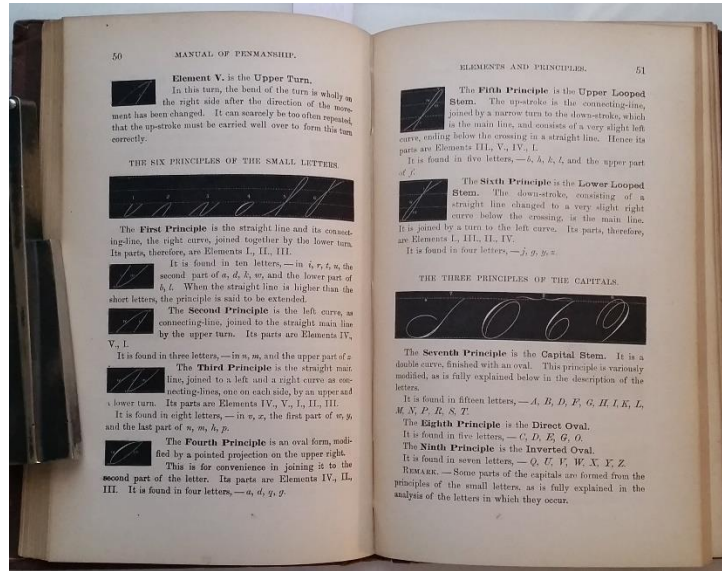 50 MANUAL OF PENMANSHIP.
Element V. is the Upper Turn.
In this turn, the bend of the turn is wholly on
the right side after the direction of the move-
ment has been changed. It can scarcely be too often repeated,
that the up-stroke must be carried well over to form this turn
correctly.
THE SIX PRINCIPLES OF THE SMALL LETTERS.
1 2 3 4 5 6
The First Principle is the straight line and its connect-
ing-line, the right curve, joined together by the lower turn.
Its parts, therefore, are Elements I., II., III.
It is found in ten letters, — in i, r, t, u, the
second part of a, d, k, w, and the lower part of
b, l. When the straight line is higher than the
short letters, the principle is said to be extended.
The Second Principle is the left curve, as
connecting-line, joined to the straight main line
by the upper turn. Its parts are Elements IV.,
V., I.
It is found in three letters, — in n, m, and the upper part of z
The Third Principle is the straight main
line, joined to a left and a right curve as con-
necting-lines, one on each side, by an upper and
a lower turn. Its parts are Elements IV., V., I., II., III.
It is found in eight letters, — in v, x, the first part of w, y,
and the last part of n, m, h, p.
The Fourth Principle is an oval form, modi-
fied by a pointed projection on the upper right.
This is for convenience in joining it to the
second part of the letter. Its parts are Elements IV., II.,
III. It is found in four letters, — a, d, q, g.
ELEMENTS AND PRINCIPLES. 51
The Fifth Principle is the Upper Looped
Stem. The up-stroke is the connecting-line,
joined by a narrow turn to the down-stroke, which
is the main line, and consists of a very slight left
curve, ending below the crossing in a straight line. Hence its
parts are Elements III., V., IV., I.
It is found in five letters, — b, h, k, l, and the upper part
of f.
The Sixth Principle is the Lower Looped
Stem. The down-stroke, consisting of a
straight line changed to a very slight right
curve below the crossing, is the main line.
It is joined by a turn to the left curve. Its parts, therefore,
are Elements I., III., II., IV.
It is found in four letters, — j, g, y, z.
THE THREE PRINCIPLES OF THE CAPITALS.
The Seventh Principle is the Capital Stem. It is a
double curve, finished with an oval. This principle is variously
modified, as is fully explained below in the description of the
letters.
It is found in fifteen letters, — A, B, D, F, G, H, I, K, L,
M, N, P, R, S, T.
The Eighth Principle is the Direct Oval.
It is found in five letters, — C, D, E, G, O.
The Ninth Principle is the Inverted Oval.
It is found in seven letters, — Q, U, V, W, X, Y, Z.
REMARK. — Some parts of the capitals are formed from the
principles of the small letters, as is fully explained in the
analysis of the letters in which they occur.